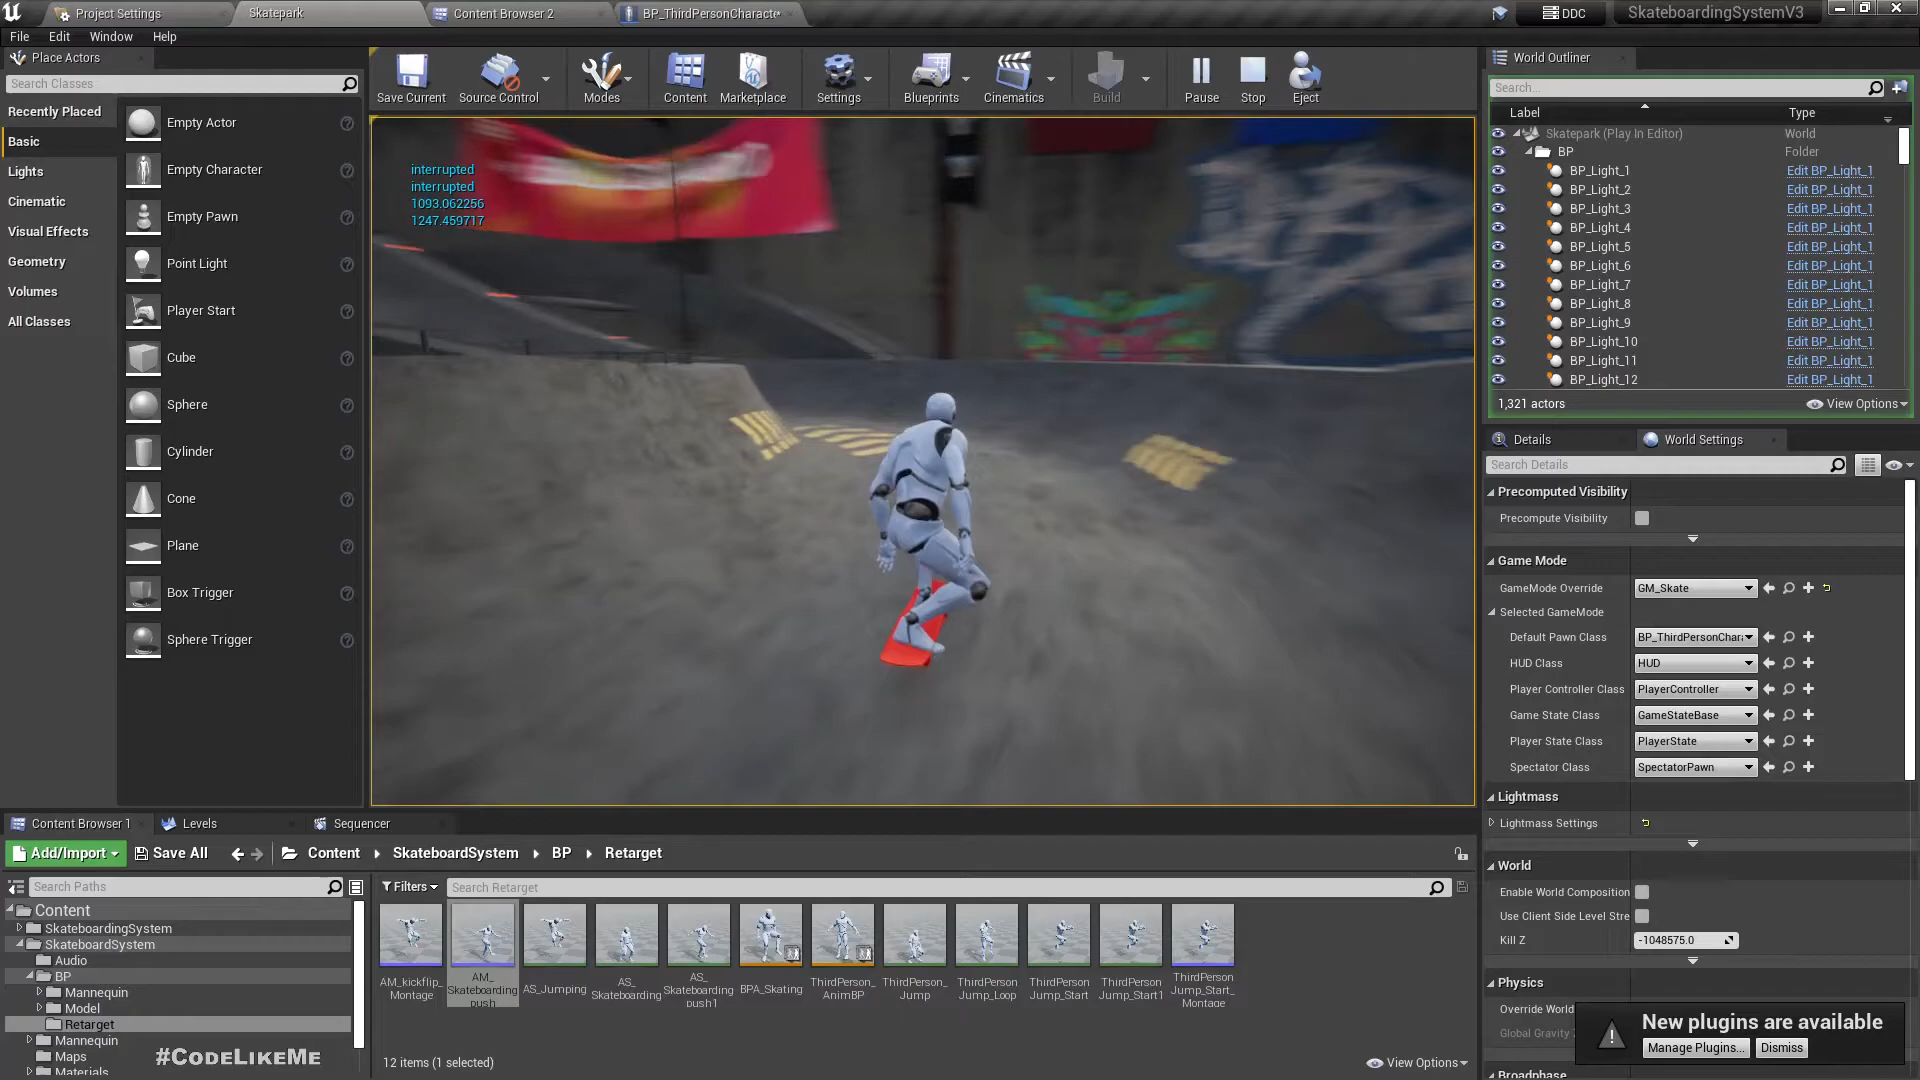 Project Settings
Skatepark
Content Browser 2
BP_ThirdPersonCharacte*
DDC
SkateboardingSystemV3
File
Edit
Window
Help
Place Actors
Search Classes
Recently Placed
Basic
Lights
Cinematic
Visual Effects
Geometry
Volumes
All Classes
Empty Actor
Empty Character
Empty Pawn
Point Light
Player Start
Cube
Sphere
Cylinder
Cone
Plane
Box Trigger
Sphere Trigger
Save Current
Source Control
Modes
Content
Marketplace
Settings
Blueprints
Cinematics
Build
Pause
Stop
Eject
interrupted
interrupted
1093.062256
1247.459717
World Outliner
Search...
Label
Type
Skatepark (Play In Editor)
World
BP
Folder
BP_Light_1
Edit BP_Light_1
BP_Light_2
Edit BP_Light_1
BP_Light_3
Edit BP_Light_1
BP_Light_4
Edit BP_Light_1
BP_Light_5
Edit BP_Light_1
BP_Light_6
Edit BP_Light_1
BP_Light_7
Edit BP_Light_1
BP_Light_8
Edit BP_Light_1
BP_Light_9
Edit BP_Light_1
BP_Light_10
Edit BP_Light_1
BP_Light_11
Edit BP_Light_1
BP_Light_12
Edit BP_Light_1
1,321 actors
View Options
Details
World Settings
Search Details
Precomputed Visibility
Precompute Visibility
Game Mode
GameMode Override
GM_Skate
Selected GameMode
Default Pawn Class
BP_ThirdPersonChar
HUD Class
HUD
Player Controller Class
PlayerController
Game State Class
GameStateBase
Player State Class
PlayerState
Spectator Class
SpectatorPawn
Lightmass
Lightmass Settings
World
Enable World Composition
Use Client Side Level Stre
Kill Z
-1048575.0
Physics
Override World
Global Gravity Z
Broadphase
New plugins are available
Manage Plugins...
Dismiss
Content Browser 1
Levels
Sequencer
Add/Import
Save All
Content
SkateboardSystem
BP
Retarget
Search Paths
Filters
Search Retarget
Content
SkateboardingSystem
SkateboardSystem
Audio
BP
Mannequin
Model
Retarget
Mannequin
Maps
Materials
#CODELIKEME
AM_kickflip_
Montage
AM_
Skateboarding
push
AS_Jumping
AS_
Skateboarding
AS_
Skateboarding
push1
BPA_Skating
ThirdPerson_
AnimBP
ThirdPerson_
Jump
ThirdPerson
Jump_Loop
ThirdPerson
Jump_Start
ThirdPerson
Jump_Start1
ThirdPerson
Jump_Start_
Montage
12 items (1 selected)
View Options